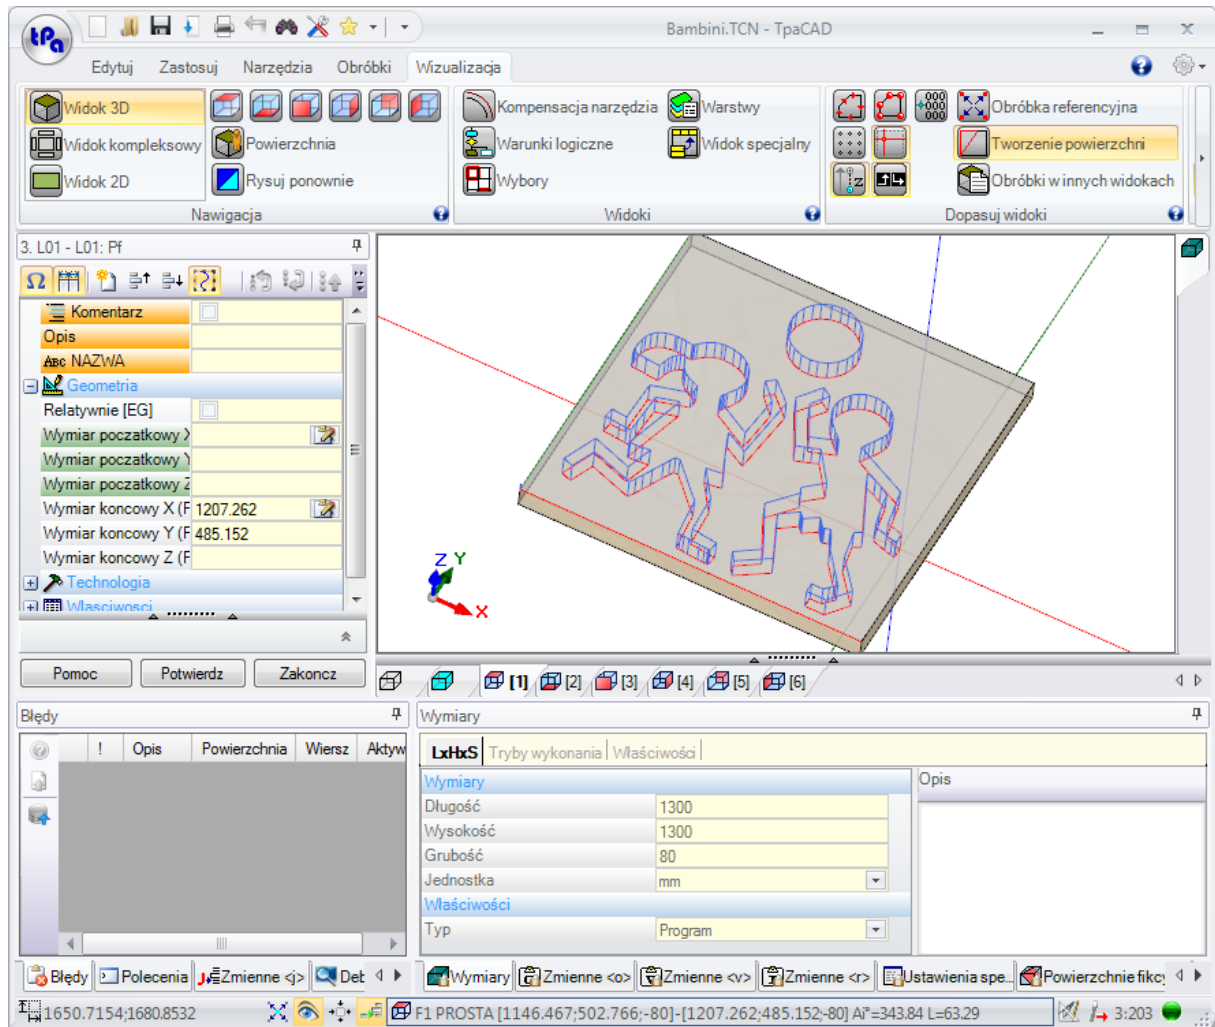 tPa
Bambini.TCN - TpaCAD
Edytuj Zastosuj Narzędzia Obróbki Wizualizacja
Widok 3D
Widok kompleksowy
Widok 2D
Powierzchnia
Rysuj ponownie
Nawigacja
Kompensacja narzędzia
Warunki logiczne
Wybory
Warstwy
Widok specjalny
Widoki
Obróbka referencyjna
Tworzenie powierzchni
Obróbki w innych widokach
Dopasuj widoki
3. L01 - L01: Pf
Komentarz
Opis
ABC NAZWA
Geometria
Relatywnie [EG]
Wymiar poczatkowy X
Wymiar poczatkowy Y
Wymiar poczatkowy Z
Wymiar koncowy X (F 1207.262
Wymiar koncowy Y (F 485.152
Wymiar koncowy Z (F
Technologia
Wlasciwosci
Pomoc Potwierdz Zakoncz
Z Y
X
[1] [2] [3] [4] [5] [6]
Błędy
! Opis Powierzchnia Wiersz Aktyw
Błędy Polecenia Zmienne <j> Det
Wymiary
LxHxS Tryby wykonania Właściwości
Wymiary
Długość 1300
Wysokość 1300
Grubość 80
Jednostka mm
Właściwości
Typ Program
Opis
Wymiary Zmienne <o> Zmienne <v> Zmienne <r> Ustawienia spe... Powierzchnie fikcy
1650.7154;1680.8532
F1 PROSTA [1146.467;502.766;-80]-[1207.262;485.152;-80] Ai°=343.84 L=63.29
3:203